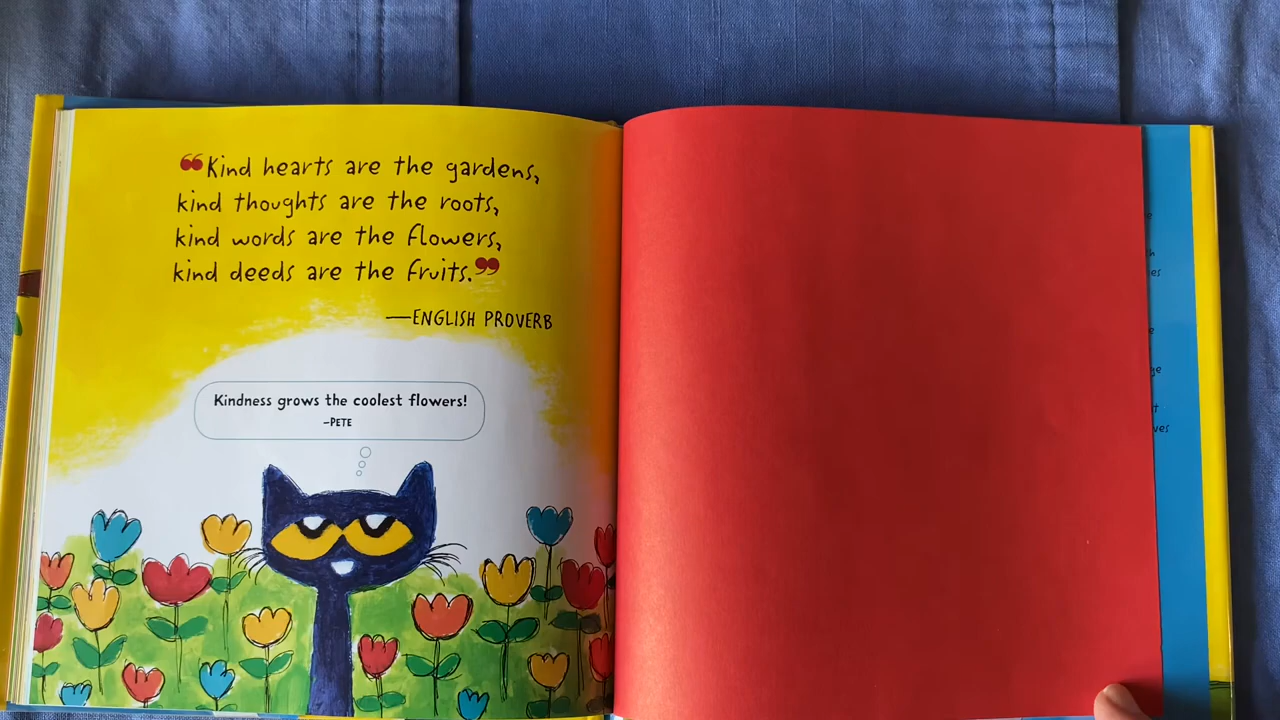 “Kind hearts are the gardens,
kind thoughts are the roots,
kind words are the flowers,
kind deeds are the fruits.”
—ENGLISH PROVERB
Kindness grows the coolest flowers!
-PETE